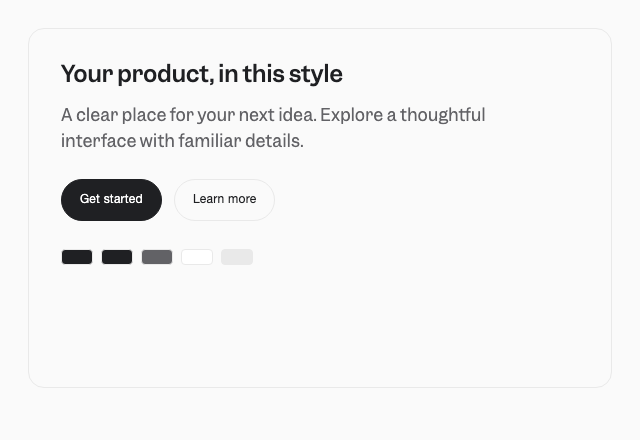 Your product, in this style
A clear place for your next idea. Explore a thoughtful
interface with familiar details.
Get started
Learn more